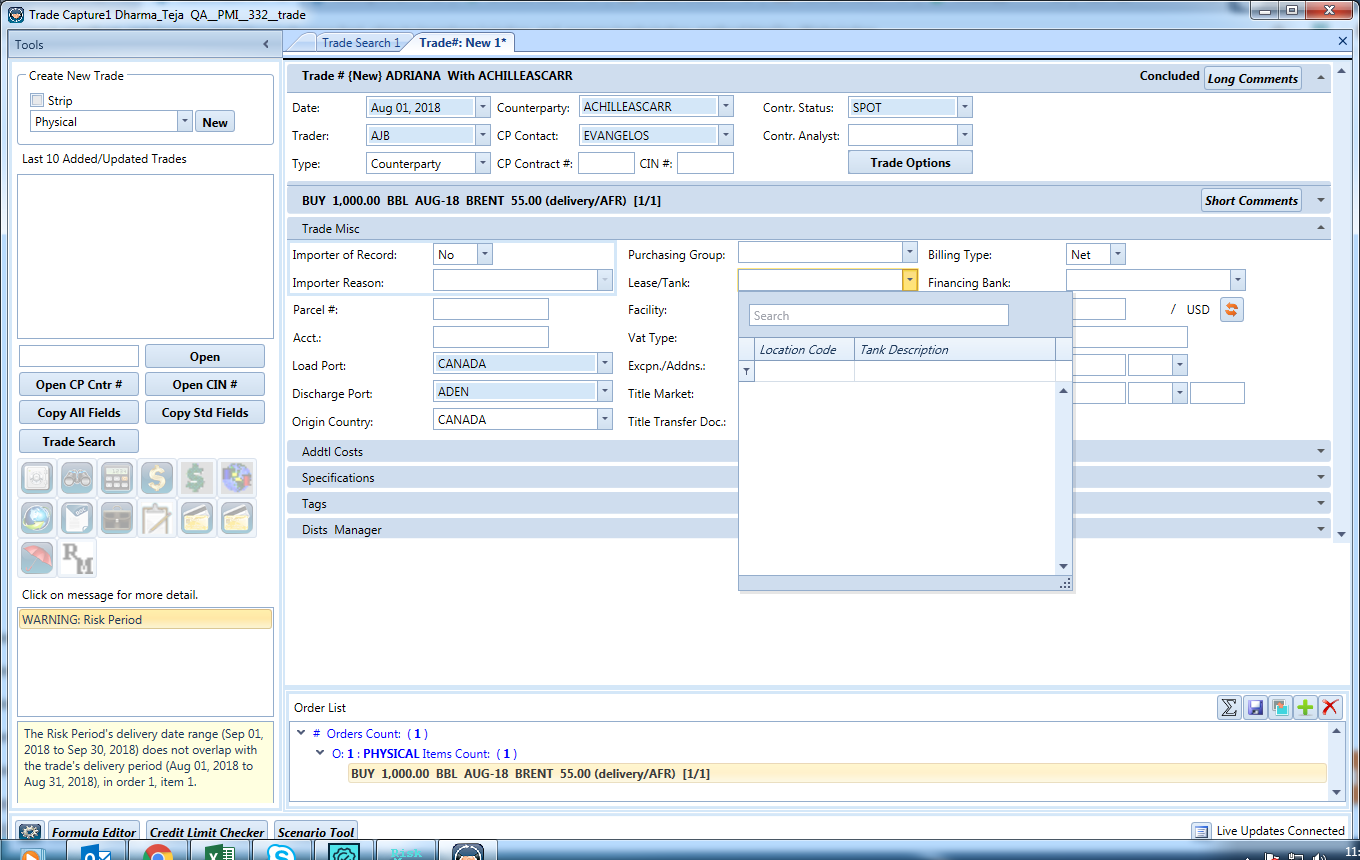 Trade Capture1 Dharma_Teja QA__PMI__332__trade
Tools
Create New Trade
Strip
Physical
New
Last 10 Added/Updated Trades
Open
Open CP Cntr #
Open CIN #
Copy All Fields
Copy Std Fields
Trade Search
RM
Click on message for more detail.
WARNING: Risk Period
The Risk Period's delivery date range (Sep 01,
2018 to Sep 30, 2018) does not overlap with
the trade's delivery period (Aug 01, 2018 to
Aug 31, 2018), in order 1, item 1.
Trade Search 1
Trade#: New 1*
Trade # {New} ADRIANA With ACHILLEASCARR
Concluded
Long Comments
Date:
Aug 01, 2018
Counterparty:
ACHILLEASCARR
Contr. Status:
SPOT
Trader:
AJB
CP Contact:
EVANGELOS
Contr. Analyst:
Type:
Counterparty
CP Contract #:
CIN #:
Trade Options
BUY 1,000.00 BBL AUG-18 BRENT 55.00 (delivery/AFR) [1/1]
Short Comments
Trade Misc
Importer of Record:
No
Purchasing Group:
Billing Type:
Net
Importer Reason:
Lease/Tank:
Financing Bank:
Parcel #:
Facility:
/ USD
Acct.:
Vat Type:
Load Port:
CANADA
Excpn./Addns.:
Discharge Port:
ADEN
Title Market:
Origin Country:
CANADA
Title Transfer Doc.:
Search
Location Code
Tank Description
Addtl Costs
Specifications
Tags
Dists Manager
Order List
# Orders Count: ( 1 )
O: 1 : PHYSICAL Items Count: ( 1 )
BUY 1,000.00 BBL AUG-18 BRENT 55.00 (delivery/AFR) [1/1]
Formula Editor
Credit Limit Checker
Scenario Tool
Live Updates Connected
Risk
11: